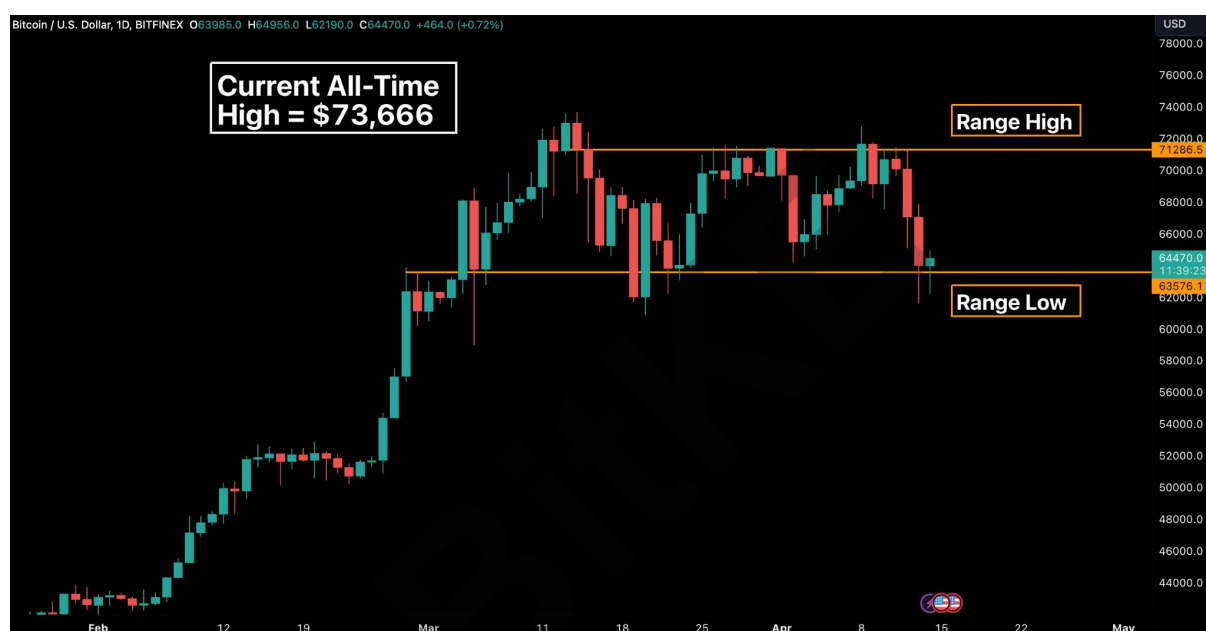 Bitcoin / U.S. Dollar, 1D, BITFINEX O63985.0 H64956.0 L62190.0 C64470.0 +464.0 (+0.72%)
USD
78000.0
Current All-Time
High = $73,666
76000.0
74000.0
Range High
72000.0
71286.5
70000.0
68000.0
66000.0
64470.0
11:39:23
63576.1
62000.0
Range Low
60000.0
58000.0
56000.0
54000.0
52000.0
50000.0
48000.0
46000.0
44000.0
BitKE
Feb 12 19 Mar 11 18 25 Apr 8 15 22 May